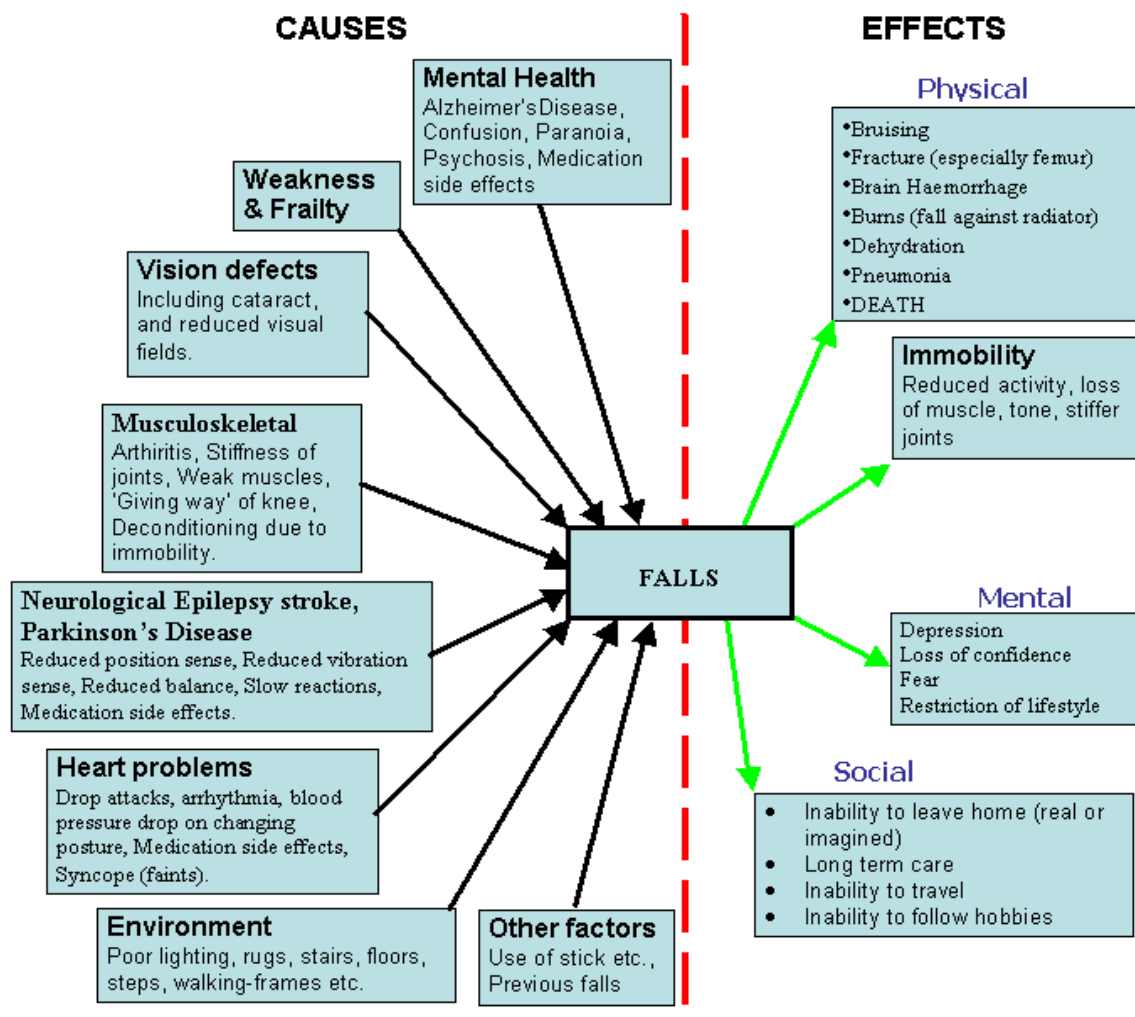 CAUSES
Mental Health
Alzheimer's Disease,
Confusion, Paranoia,
Psychosis, Medication
side effects
Weakness
& Frailty
Vision defects
Including cataract,
and reduced visual
fields.
Musculoskeletal
Arthiritis, Stiffness of
joints, Weak muscles,
'Giving way' of knee,
Deconditioning due to
immobility.
Neurological Epilepsy stroke,
Parkinson's Disease
Reduced position sense, Reduced vibration
sense, Reduced balance, Slow reactions,
Medication side effects.
Heart problems
Drop attacks, arrhythmia, blood
pressure drop on changing
posture, Medication side effects,
Syncope (faints).
Environment
Poor lighting, rugs, stairs, floors,
steps, walking-frames etc.
Other factors
Use of stick etc.,
Previous falls
FALLS
EFFECTS
Physical
•Bruising
•Fracture (especially femur)
•Brain Haemorrhage
•Burns (fall against radiator)
•Dehydration
•Pneumonia
•DEATH
Immobility
Reduced activity, loss
of muscle, tone, stiffer
joints
Mental
Depression
Loss of confidence
Fear
Restriction of lifestyle
Social
• Inability to leave home (real or
imagined)
• Long term care
• Inability to travel
• Inability to follow hobbies